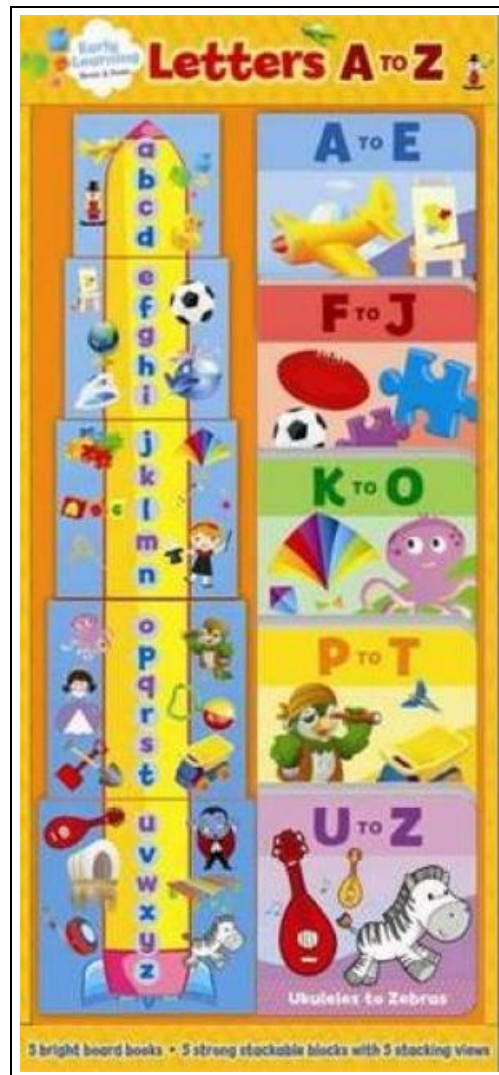 Early
Learning
Letters A TO Z
a
b
c
d
e
f
g
h
i
j
k
l
m
n
o
p
q
r
s
t
u
v
w
x
y
z
A TO E
F TO J
K TO O
P TO T
U TO Z
Ukuleles to Zebras
5 bright board books • 5 strong stackable blocks with 5 stacking views